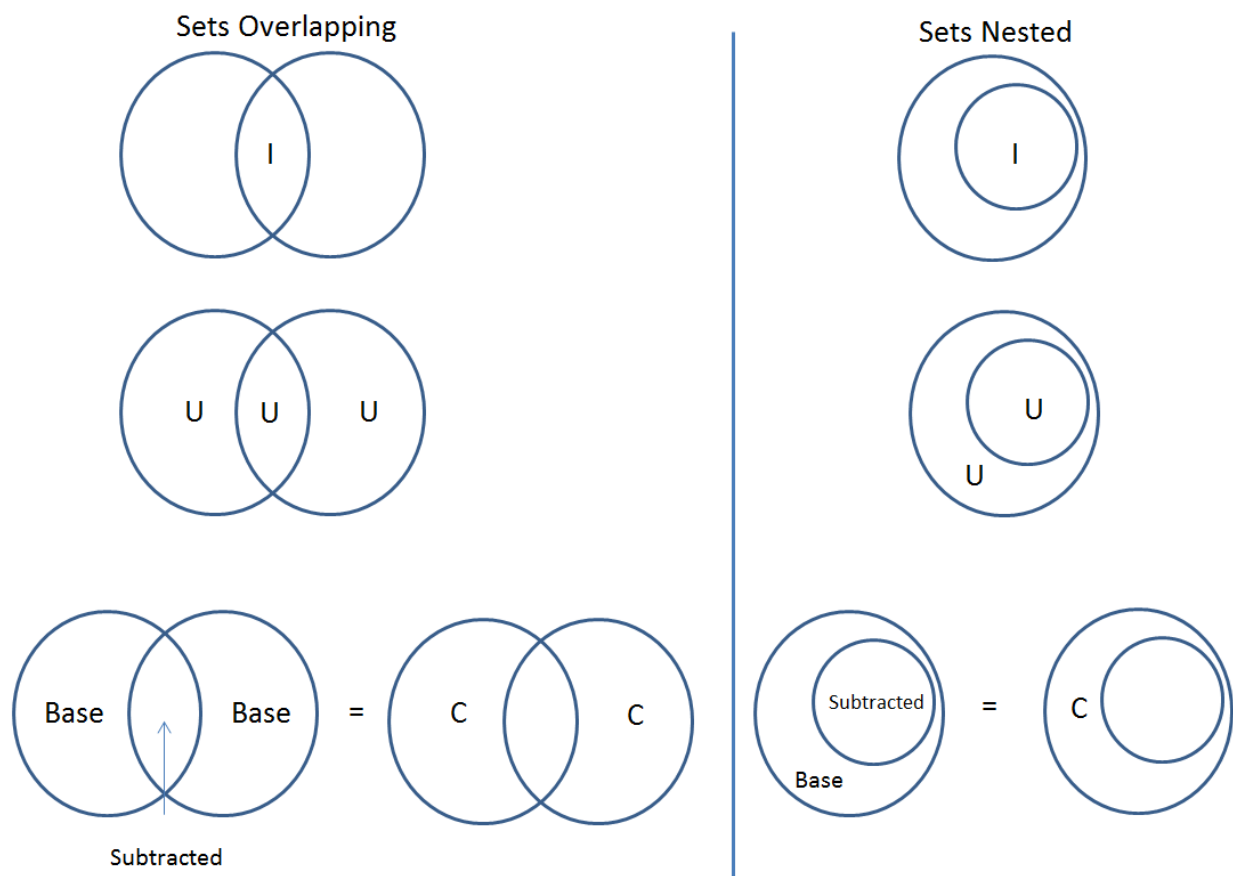 Sets Overlapping
Sets Nested
I
I
U U U
U
U
Base Base = C C
Subtracted = C
Base
Subtracted